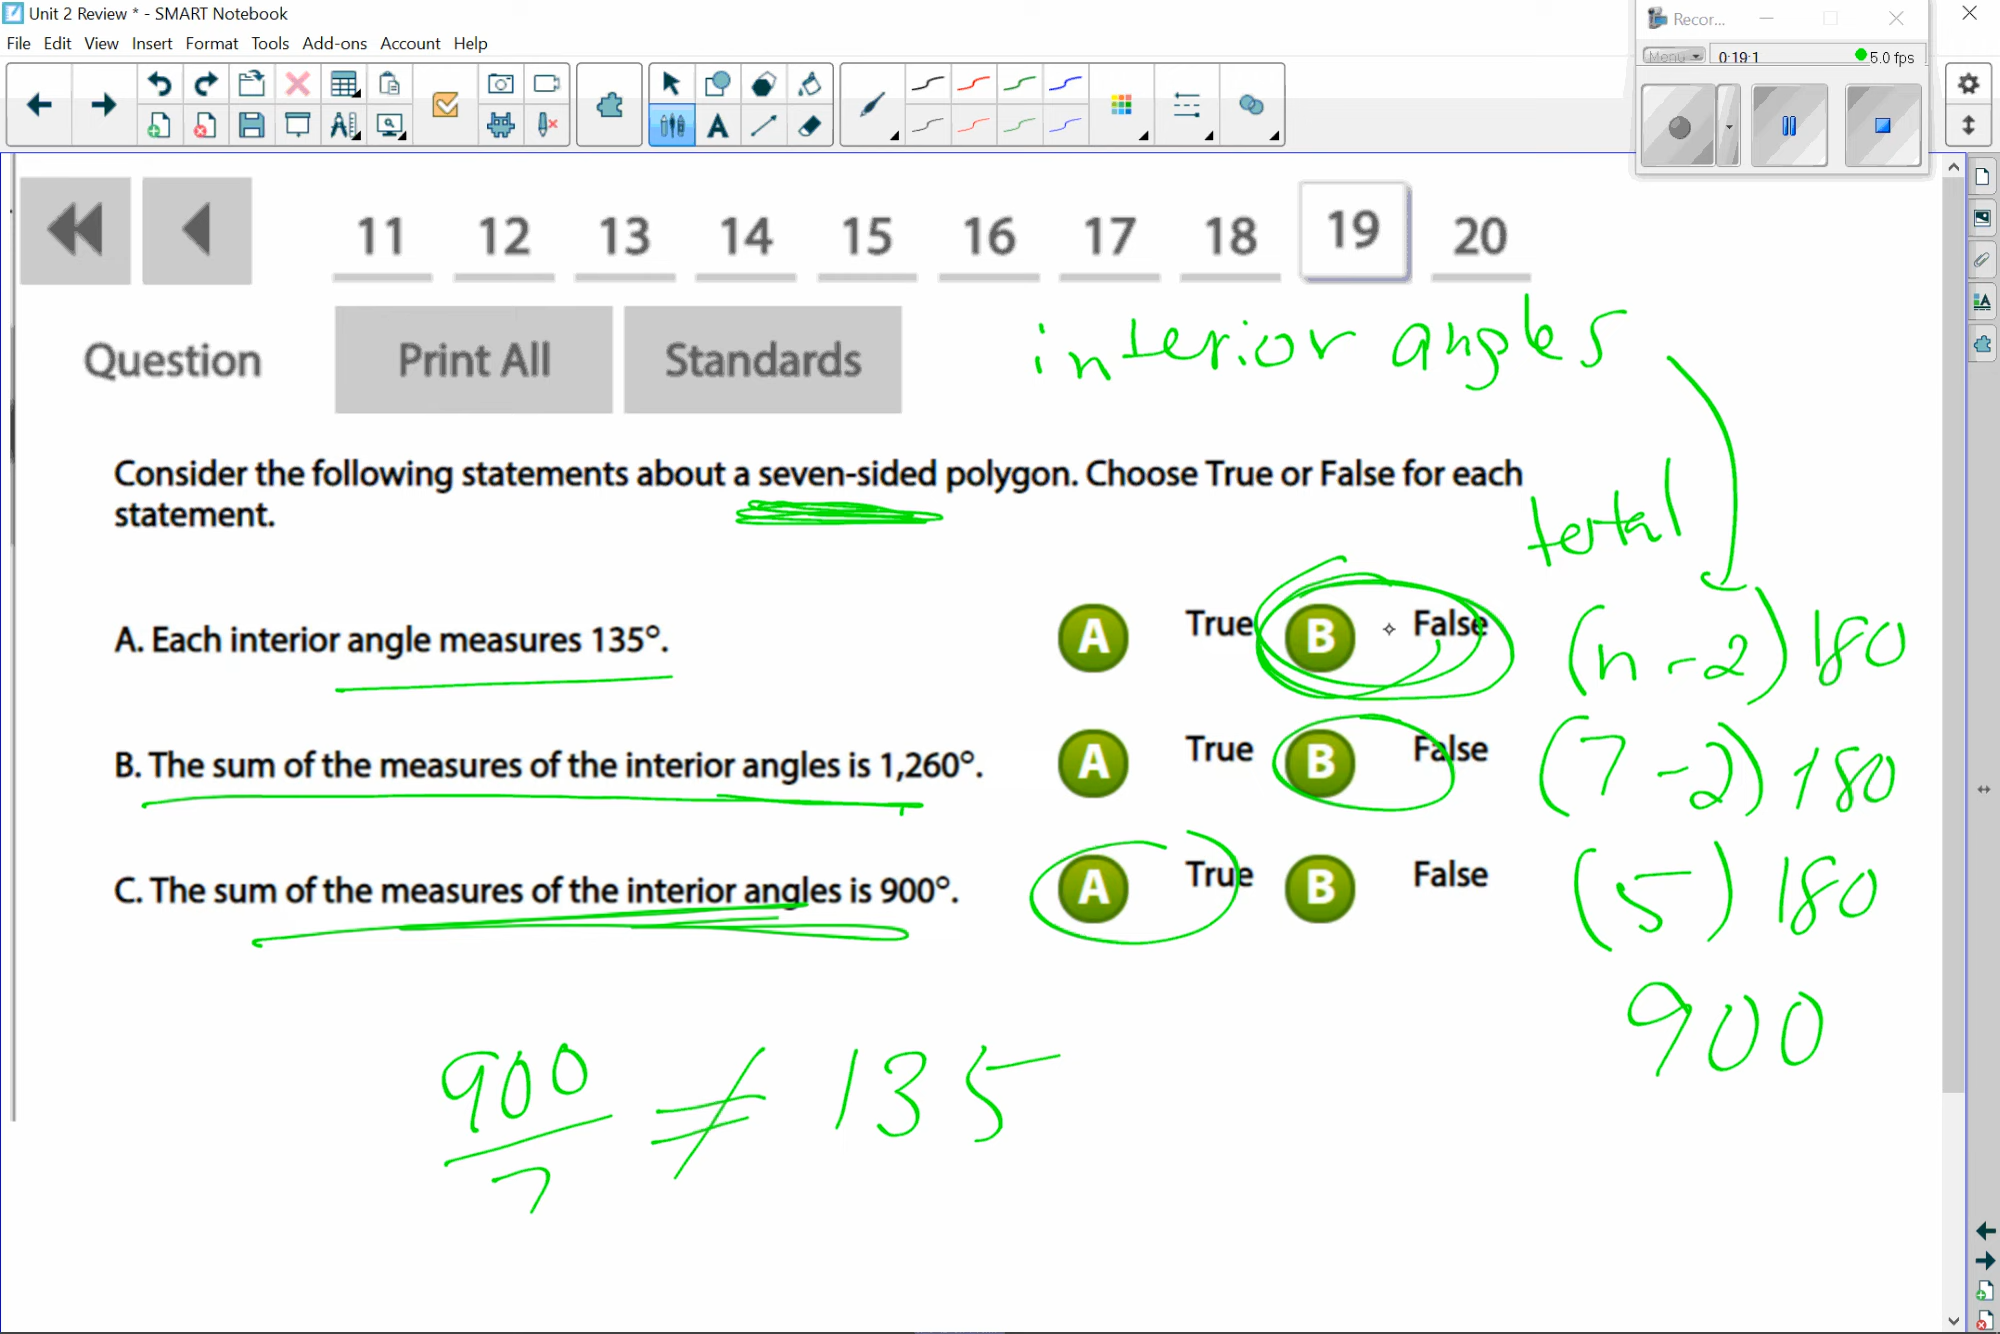 Unit 2 Review * - SMART Notebook
File Edit View Insert Format Tools Add-ons Account Help
Recor...
Menu
0:19:1
5.0 fps
11 12 13 14 15 16 17 18 19 20
Question Print All Standards
interior angles
Consider the following statements about a seven-sided polygon. Choose True or False for each
statement.
total
A. Each interior angle measures 135°. A True B False
(n - 2) 180
B. The sum of the measures of the interior angles is 1,260°. A True B False
(7 - 2) 180
C. The sum of the measures of the interior angles is 900°. A True B False
(5) 180
900
900/7 ≠ 135